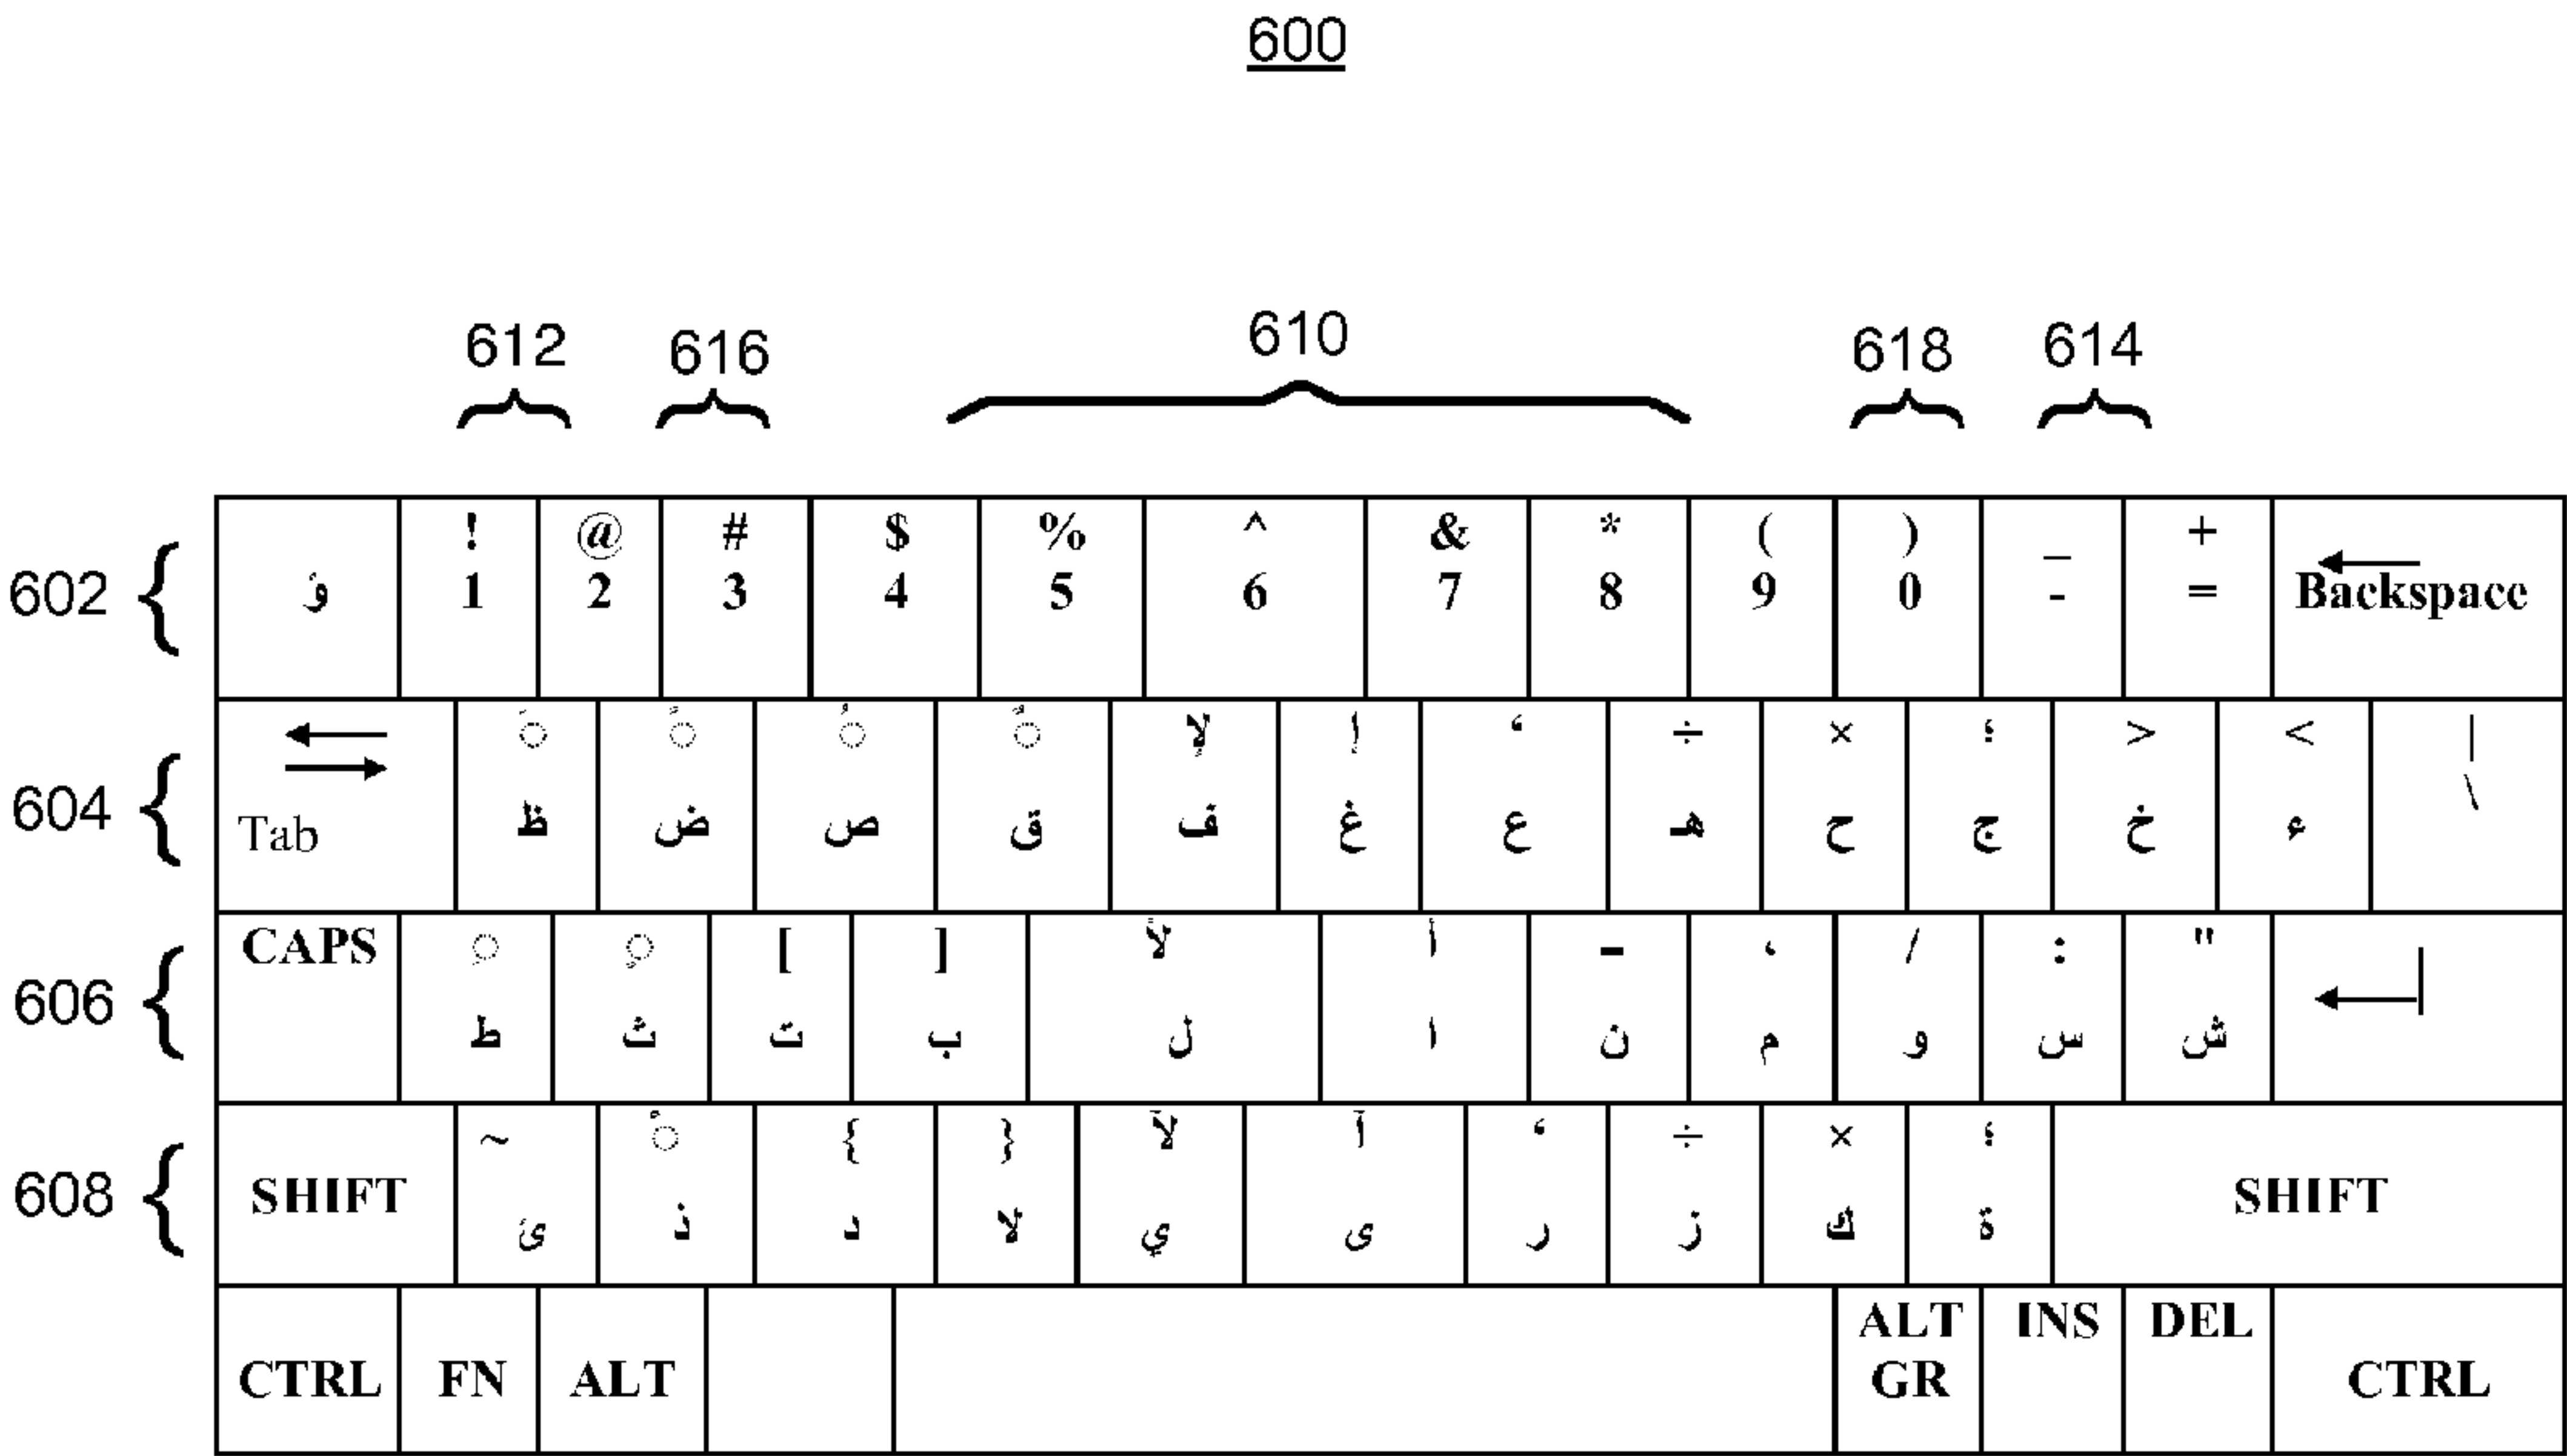 600
612 616 610 618 614
602 ؤ ! 1 @ 2 # 3 $ 4 % 5 ^ 6 & 7 * 8 ( 9 ) 0 _ - + = Backspace
604 Tab َ ظ ً ض ُ ص ٌ ق لإ ف إ غ ‘ ع ÷ هـ × ح ؛ ج > خ < ء | \
606 CAPS ِ ط ٍ ث [ ت ] ب لأ ل أ ا - ن ، م / و : س " ش
608 SHIFT ~ ئ ْ ذ { د } لا لآ ي آ ى ‘ ر ÷ ز × ك ؛ ة SHIFT
CTRL FN ALT ALT GR INS DEL CTRL